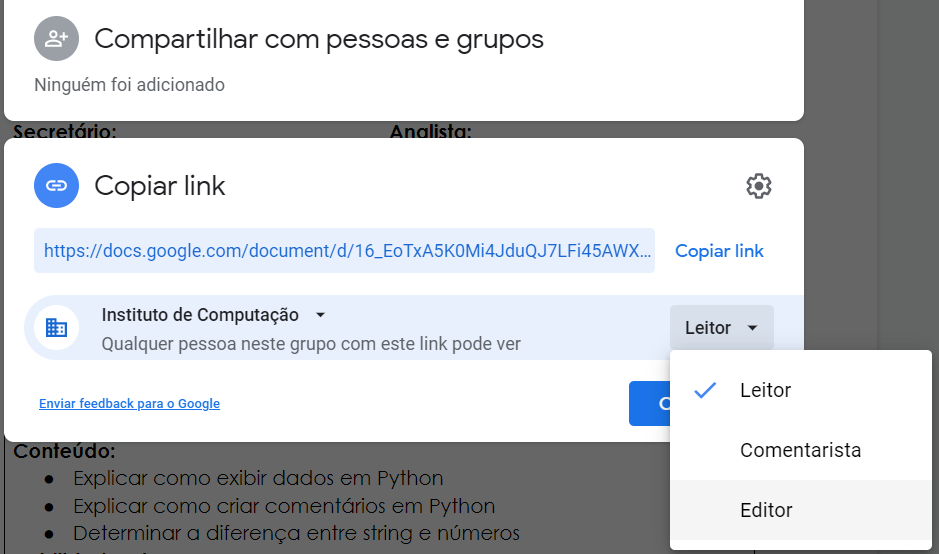 Compartilhar com pessoas e grupos
Ninguém foi adicionado
Secretário: Analista:
Copiar link
https://docs.google.com/document/d/16_EoTxA5K0Mi4JduQJ7LFi45AWX... Copiar link
Instituto de Computação
Qualquer pessoa neste grupo com este link pode ver
Leitor
Enviar feedback para o Google
Leitor
Comentarista
Editor
Conteúdo:
● Explicar como exibir dados em Python
● Explicar como criar comentários em Python
● Determinar a diferença entre string e números